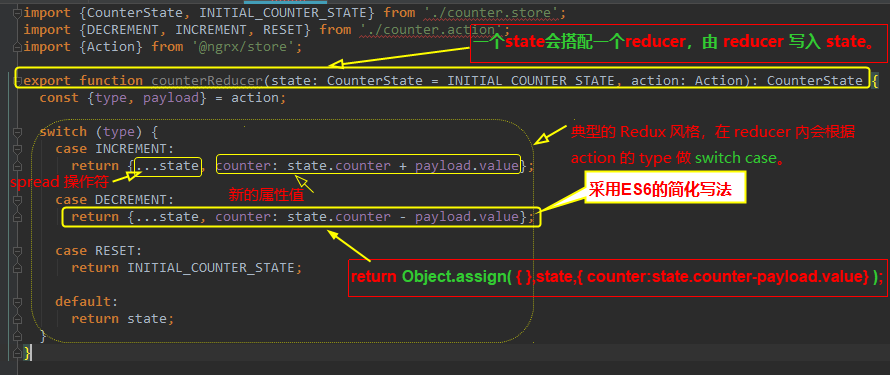 import {CounterState, INITIAL_COUNTER_STATE} from './counter.store';
import {DECREMENT, INCREMENT, RESET} from './counter.action';
import {Action} from '@ngrx/store';
一个state会搭配一个reducer，由 reducer 写入 state。
export function counterReducer(state: CounterState = INITIAL_COUNTER_STATE, action: Action): CounterState {
const {type, payload} = action;
switch (type) {
典型的 Redux 风格，在 reducer 内会根据
action 的 type 做 switch case。
case INCREMENT:
return {...state, counter: state.counter + payload.value};
spread 操作符
新的属性值
采用ES6的简化写法
case DECREMENT:
return {...state, counter: state.counter - payload.value};
case RESET:
return INITIAL_COUNTER_STATE;
return Object.assign( { },state,{ counter:state.counter-payload.value} );
default:
return state;
}
}